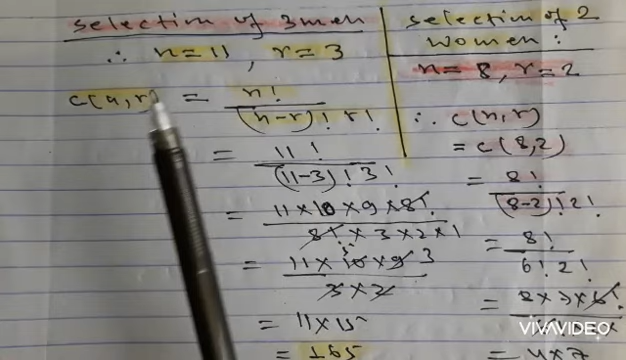 selection of 3 men
∴ n = 11 , r = 3
c(n, r) = n! / (n-r)! r!
= 11! / (11-3)! 3!
= 11 × 10 × 9 × 8! / 8! × 3 × 2 × 1
= 11 × 10 × 9 / 3 × 2
5 3
= 11 × 15
= 165
selection of 2
women :
n = 8, r = 2
∴ c(n, r)
= c(8, 2)
= 8! / (8-2)! 2!
= 8! / 6! 2!
= 8 × 7 × 6!
= 4 × 7
VIVAVIDEO